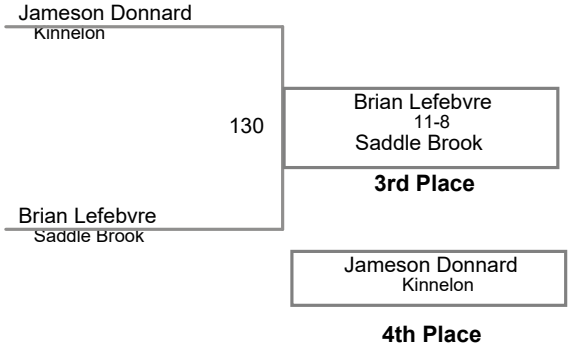 Jameson Donnard
Kinnelon
130
Brian Lefebvre
11-8
Saddle Brook
3rd Place
Brian Lefebvre
Saddle Brook
Jameson Donnard
Kinnelon
4th Place